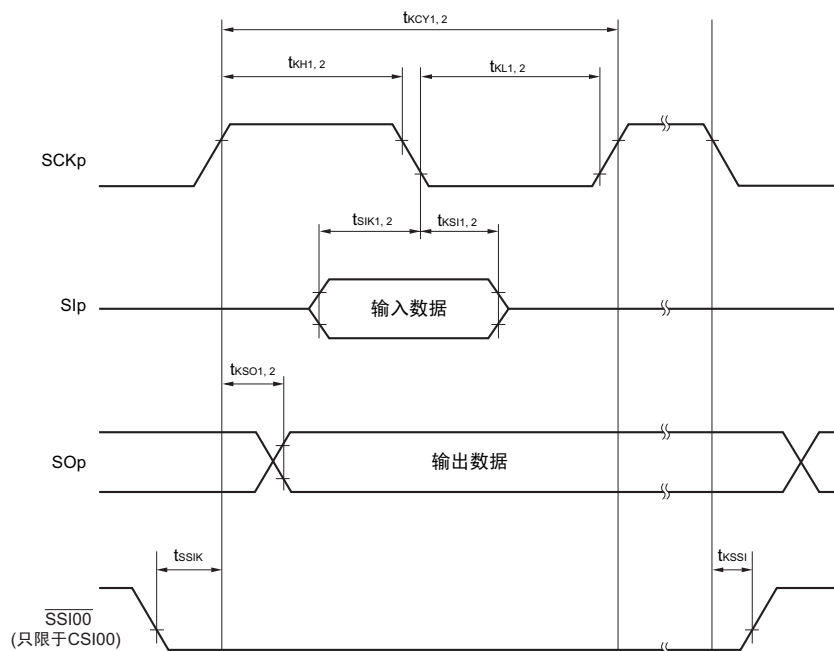 tKCY1, 2
tKH1, 2
tKL1, 2
SCKp
tSIK1, 2
tKSI1, 2
SIp
输入数据
tKSO1, 2
SOp
输出数据
tSSIK
tKSSI
SSI00
(只限于CSI00)